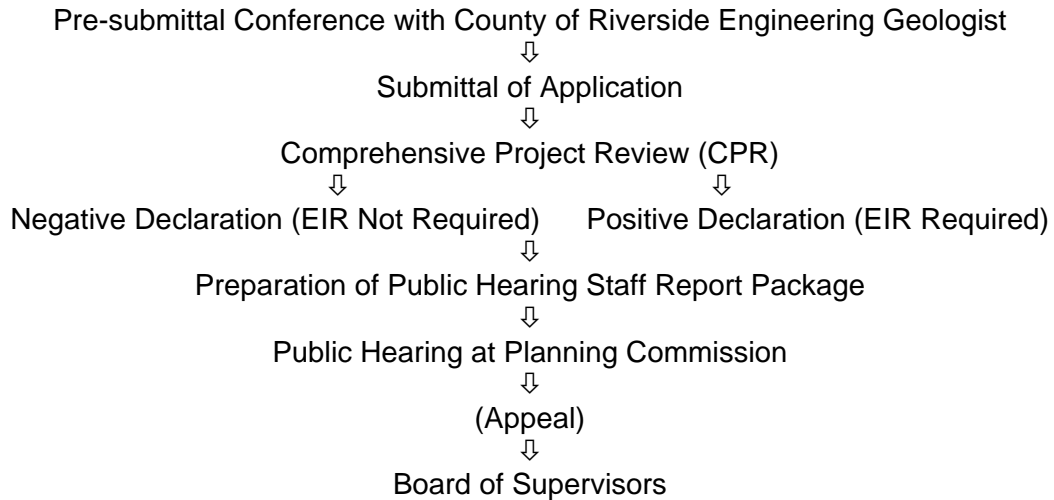 Pre-submittal Conference with County of Riverside Engineering Geologist
⇩
Submittal of Application
⇩
Comprehensive Project Review (CPR)
⇩ ⇩
Negative Declaration (EIR Not Required) Positive Declaration (EIR Required)
⇩
Preparation of Public Hearing Staff Report Package
⇩
Public Hearing at Planning Commission
⇩
(Appeal)
⇩
Board of Supervisors